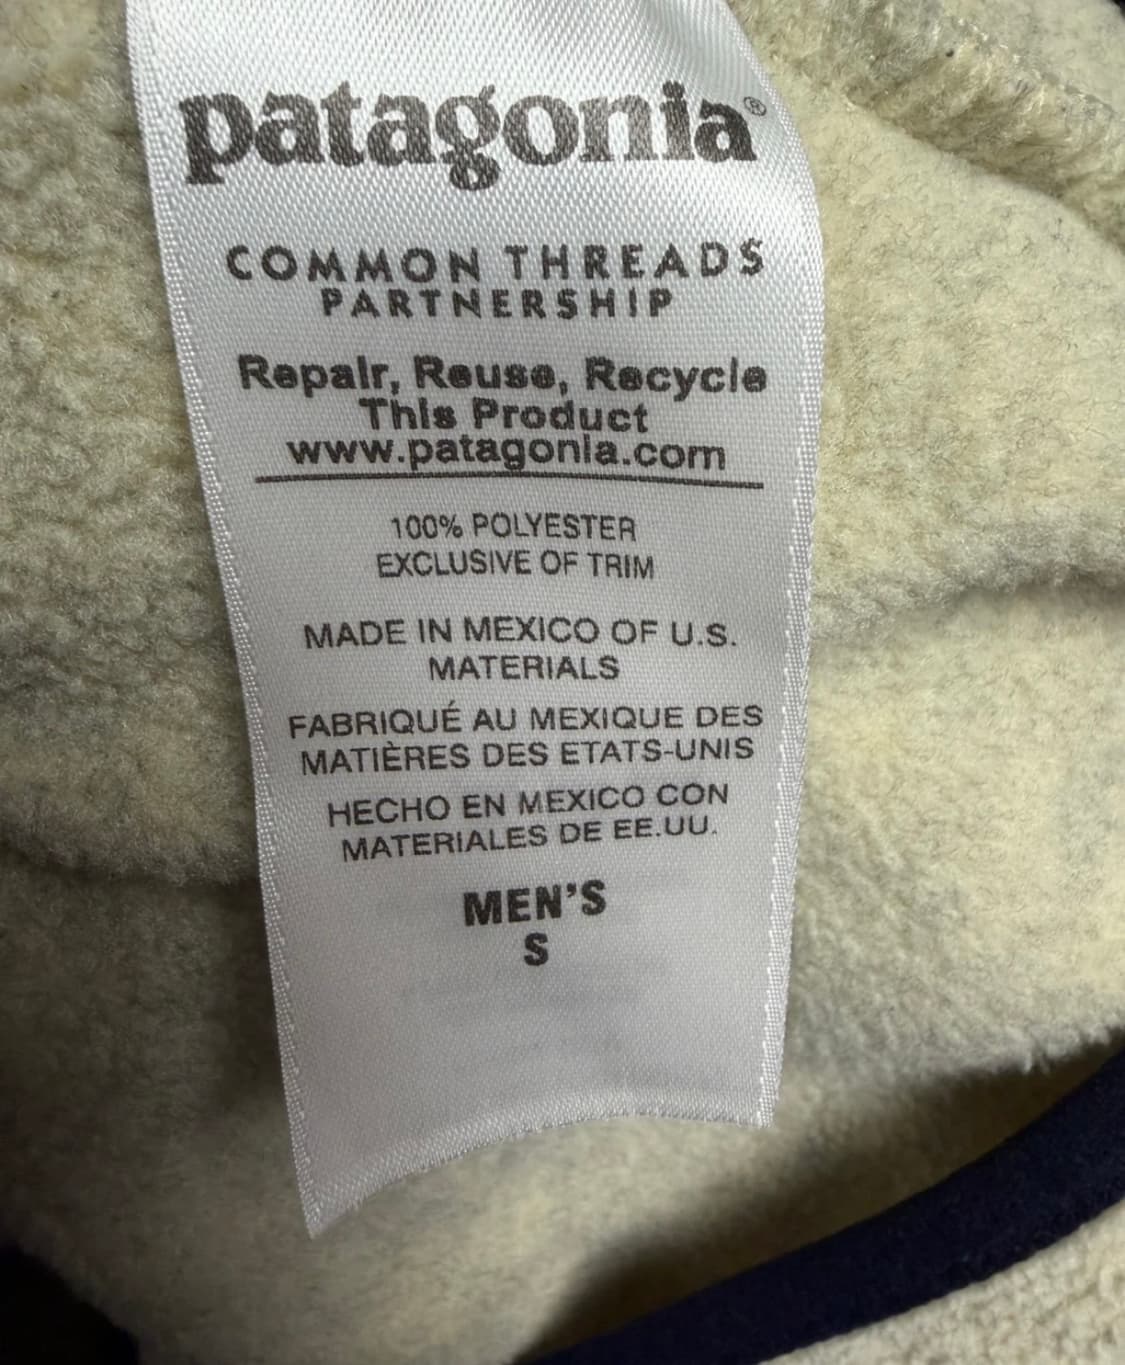 patagonia®
COMMON THREADS
PARTNERSHIP
Repair, Reuse, Recycle
This Product
www.patagonia.com
100% POLYESTER
EXCLUSIVE OF TRIM
MADE IN MEXICO OF U.S.
MATERIALS
FABRIQUÉ AU MEXIQUE DES
MATIÈRES DES ETATS-UNIS
HECHO EN MEXICO CON
MATERIALES DE EE.UU.
MEN'S
S